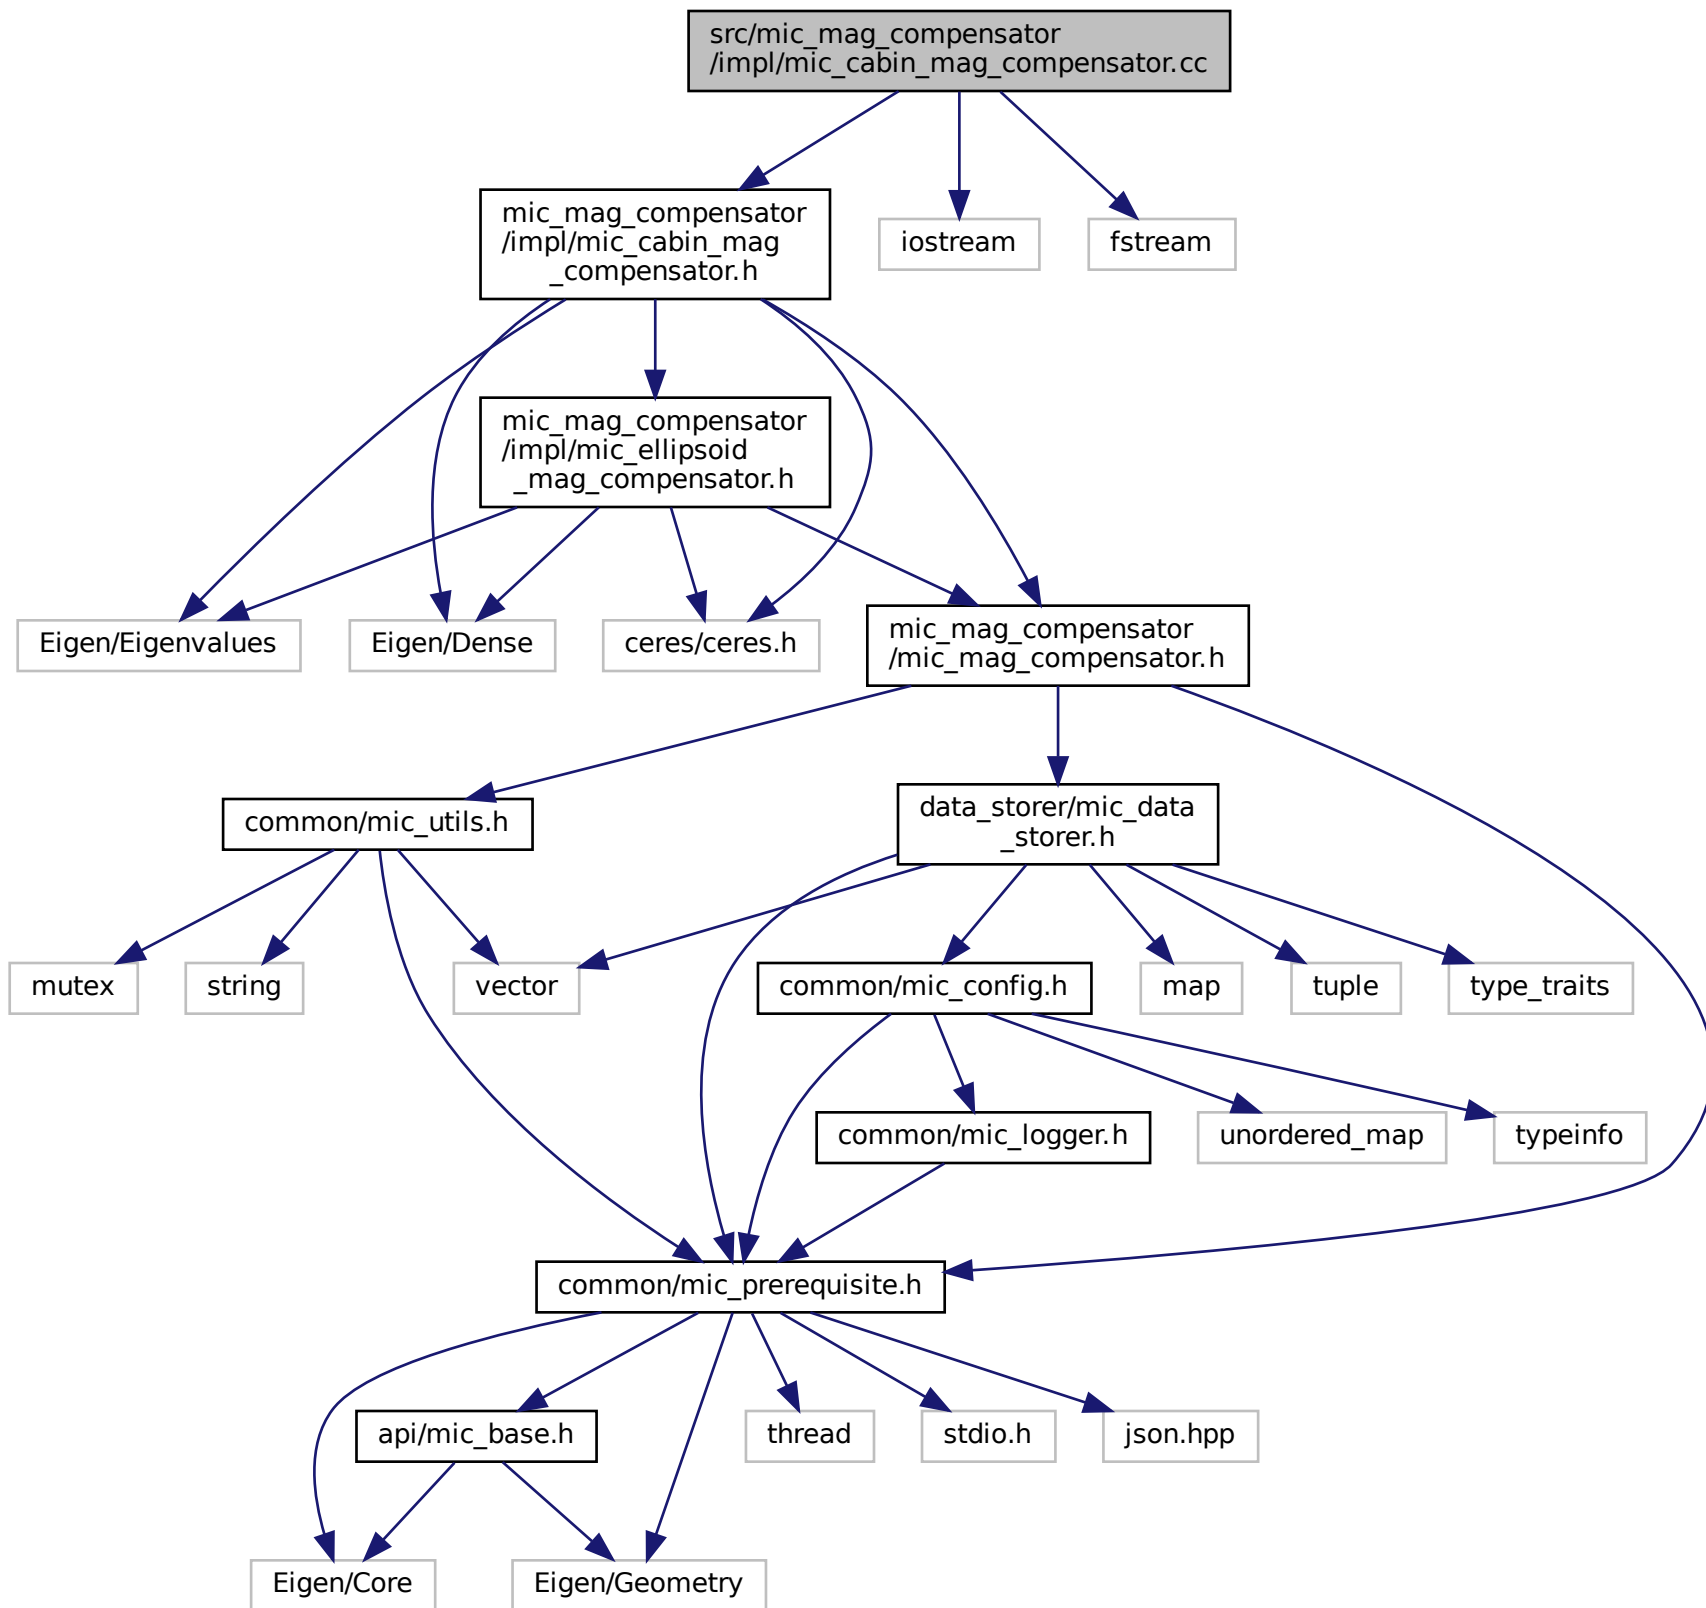 src/mic_mag_compensator
/impl/mic_cabin_mag_compensator.cc
mic_mag_compensator
/impl/mic_cabin_mag
_compensator.h
iostream
fstream
mic_mag_compensator
/impl/mic_ellipsoid
_mag_compensator.h
Eigen/Eigenvalues
Eigen/Dense
ceres/ceres.h
mic_mag_compensator
/mic_mag_compensator.h
common/mic_utils.h
data_storer/mic_data
_storer.h
mutex
string
vector
common/mic_config.h
map
tuple
type_traits
common/mic_logger.h
unordered_map
typeinfo
common/mic_prerequisite.h
api/mic_base.h
thread
stdio.h
json.hpp
Eigen/Core
Eigen/Geometry